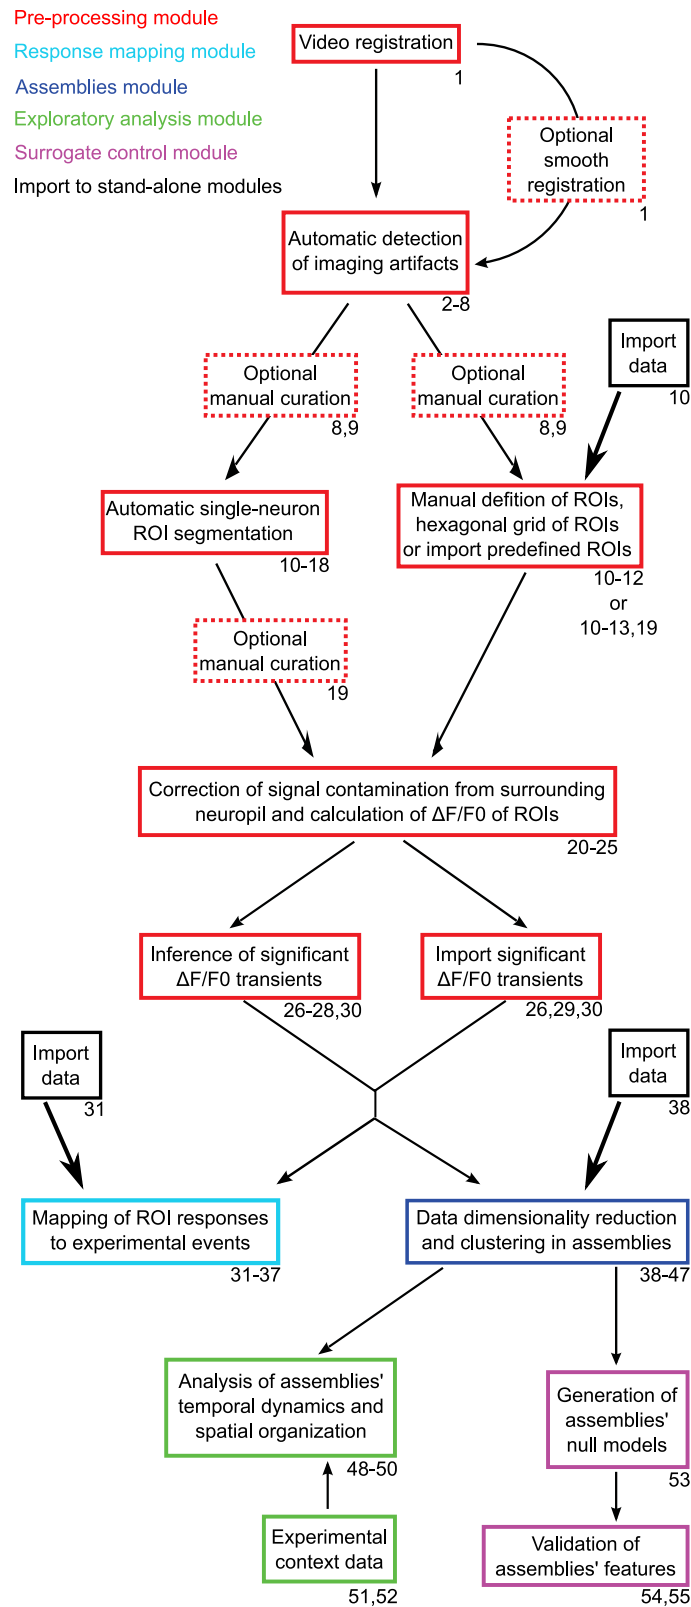 Pre-processing module
Response mapping module
Assemblies module
Exploratory analysis module
Surrogate control module
Import to stand-alone modules
Video registration
1
Optional
smooth
registration
1
Automatic detection
of imaging artifacts
2-8
Optional
manual curation
8,9
Optional
manual curation
8,9
Import
data
10
Automatic single-neuron
ROI segmentation
10-18
Manual defition of ROIs,
hexagonal grid of ROIs
or import predefined ROIs
10-12
or
10-13,19
Optional
manual curation
19
Correction of signal contamination from surrounding
neuropil and calculation of ΔF/F0 of ROIs
20-25
Inference of significant
ΔF/F0 transients
26-28,30
Import significant
ΔF/F0 transients
26,29,30
Import
data
31
Import
data
38
Mapping of ROI responses
to experimental events
31-37
Data dimensionality reduction
and clustering in assemblies
38-47
Analysis of assemblies'
temporal dynamics and
spatial organization
48-50
Generation of
assemblies'
null models
53
Experimental
context data
51,52
Validation of
assemblies' features
54,55